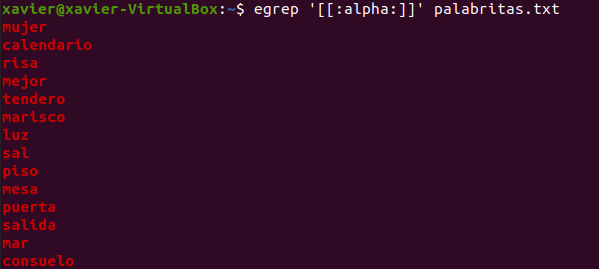 xavier@xavier-VirtualBox:~$ egrep '[[:alpha:]]' palabritas.txt
mujer
calendario
risa
mejor
tendero
marisco
luz
sal
piso
mesa
puerta
salida
mar
consuelo